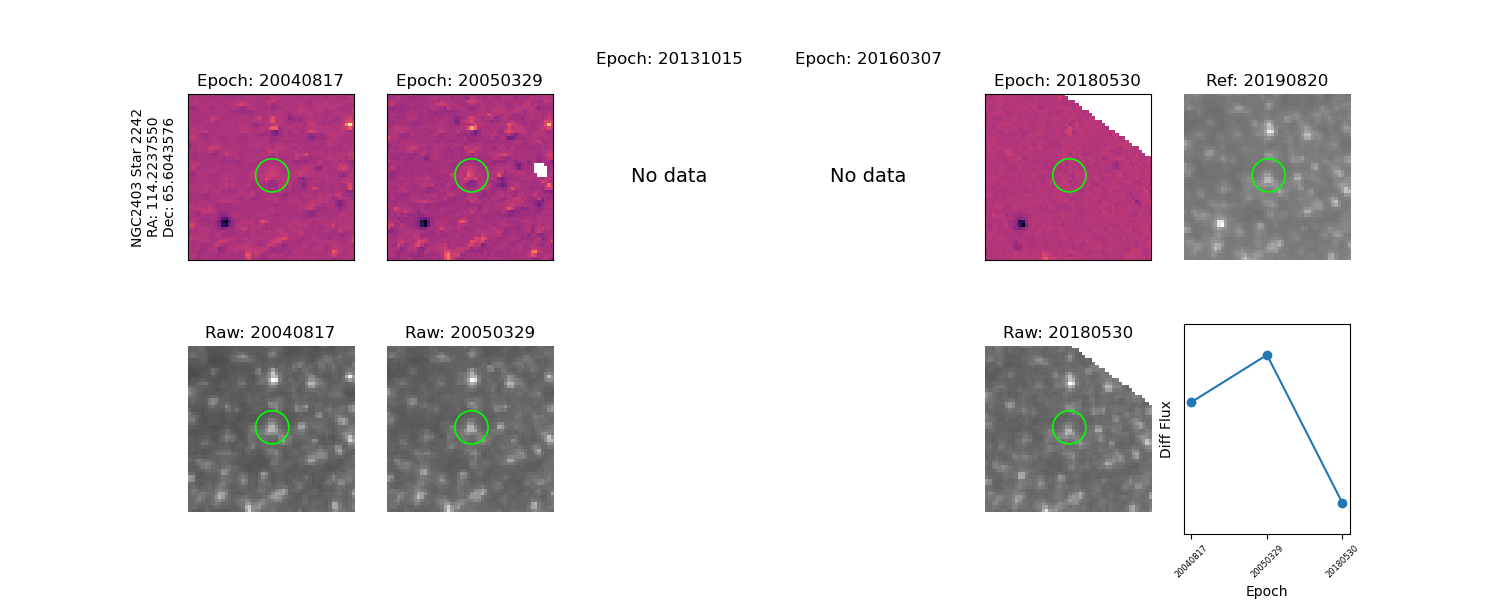 NGC2403 Star 2242
RA: 114.2237550
Dec: 65.6043576
Epoch: 20040817
Epoch: 20050329
Epoch: 20131015
No data
Epoch: 20160307
No data
Epoch: 20180530
Ref: 20190820
Raw: 20040817
Raw: 20050329
Raw: 20180530
Diff Flux
20040817
20050329
20180530
Epoch